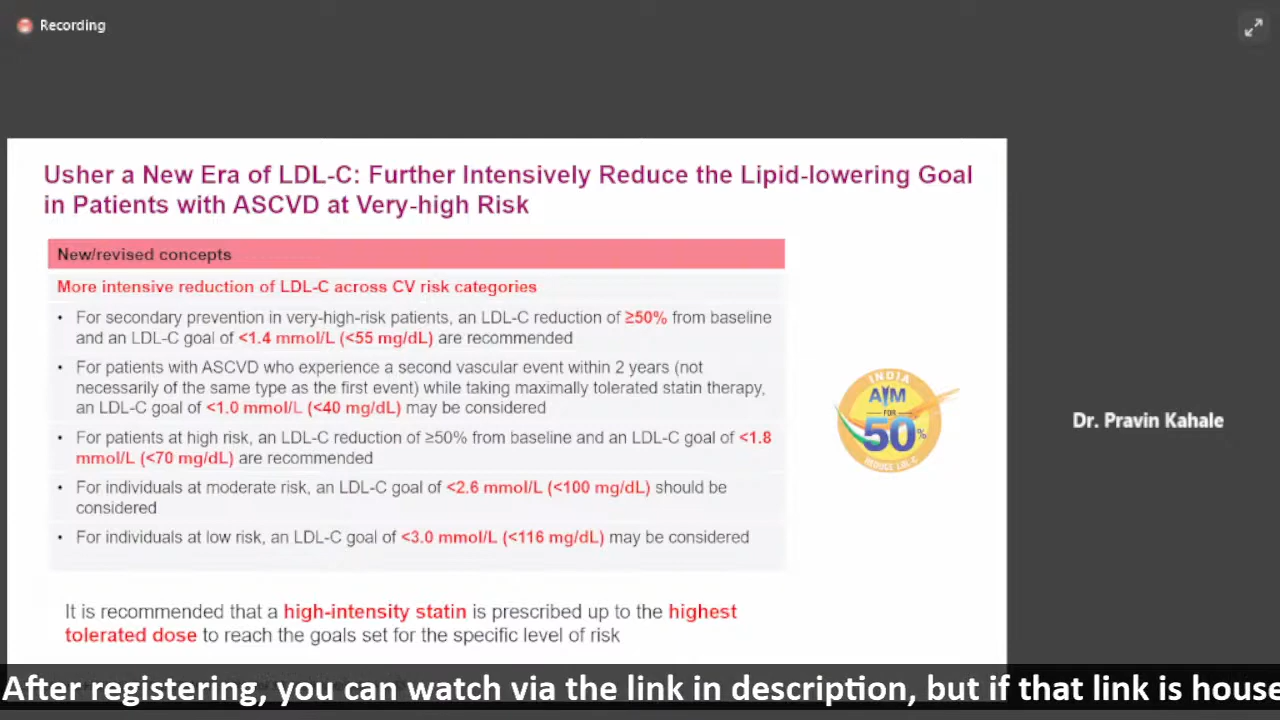 Recording
Usher a New Era of LDL-C: Further Intensively Reduce the Lipid-lowering Goal
in Patients with ASCVD at Very-high Risk
New/revised concepts
More intensive reduction of LDL-C across CV risk categories
• For secondary prevention in very-high-risk patients, an LDL-C reduction of ≥50% from baseline
and an LDL-C goal of <1.4 mmol/L (<55 mg/dL) are recommended
• For patients with ASCVD who experience a second vascular event within 2 years (not
necessarily of the same type as the first event) while taking maximally tolerated statin therapy,
an LDL-C goal of <1.0 mmol/L (<40 mg/dL) may be considered
• For patients at high risk, an LDL-C reduction of ≥50% from baseline and an LDL-C goal of <1.8
mmol/L (<70 mg/dL) are recommended
• For individuals at moderate risk, an LDL-C goal of <2.6 mmol/L (<100 mg/dL) should be
considered
• For individuals at low risk, an LDL-C goal of <3.0 mmol/L (<116 mg/dL) may be considered
INDIA
AIM
FOR
50%
REDUCE LDL-C
Dr. Pravin Kahale
It is recommended that a high-intensity statin is prescribed up to the highest
tolerated dose to reach the goals set for the specific level of risk
After registering, you can watch via the link in description, but if that link is house